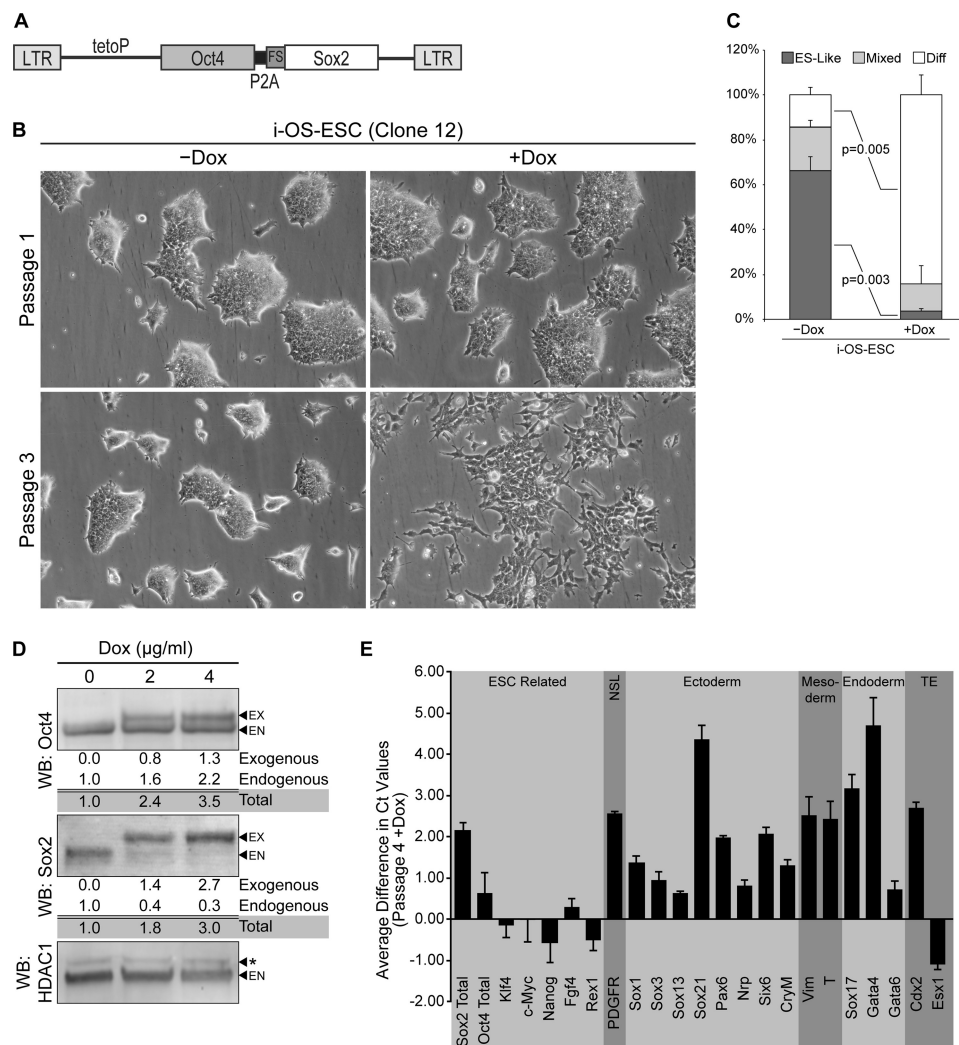 A
LTR
tetoP
Oct4
P2A
FS
Sox2
LTR
B
i-OS-ESC (Clone 12)
−Dox
+Dox
Passage 1
Passage 3
C
120%
100%
80%
60%
40%
20%
0%
ES-Like
Mixed
Diff
p=0.005
p=0.003
−Dox
+Dox
i-OS-ESC
D
Dox (µg/ml)
0 2 4
WB: Oct4
EX
EN
0.0 0.8 1.3 Exogenous
1.0 1.6 2.2 Endogenous
1.0 2.4 3.5 Total
WB: Sox2
EX
EN
0.0 1.4 2.7 Exogenous
1.0 0.4 0.3 Endogenous
1.0 1.8 3.0 Total
WB:
HDAC1
*
EN
E
Average Difference in Ct Values
(Passage 4 +Dox)
6.00
5.00
4.00
3.00
2.00
1.00
0.00
-1.00
-2.00
ESC Related
NSL
Ectoderm
Meso-
derm
Endoderm
TE
Sox2 Total
Oct4 Total
Klf4
c-Myc
Nanog
Fgf4
Rex1
PDGFR
Sox1
Sox3
Sox13
Sox21
Pax6
Nrp
Six6
CryM
Vim
T
Sox17
Gata4
Gata6
Cdx2
Esx1